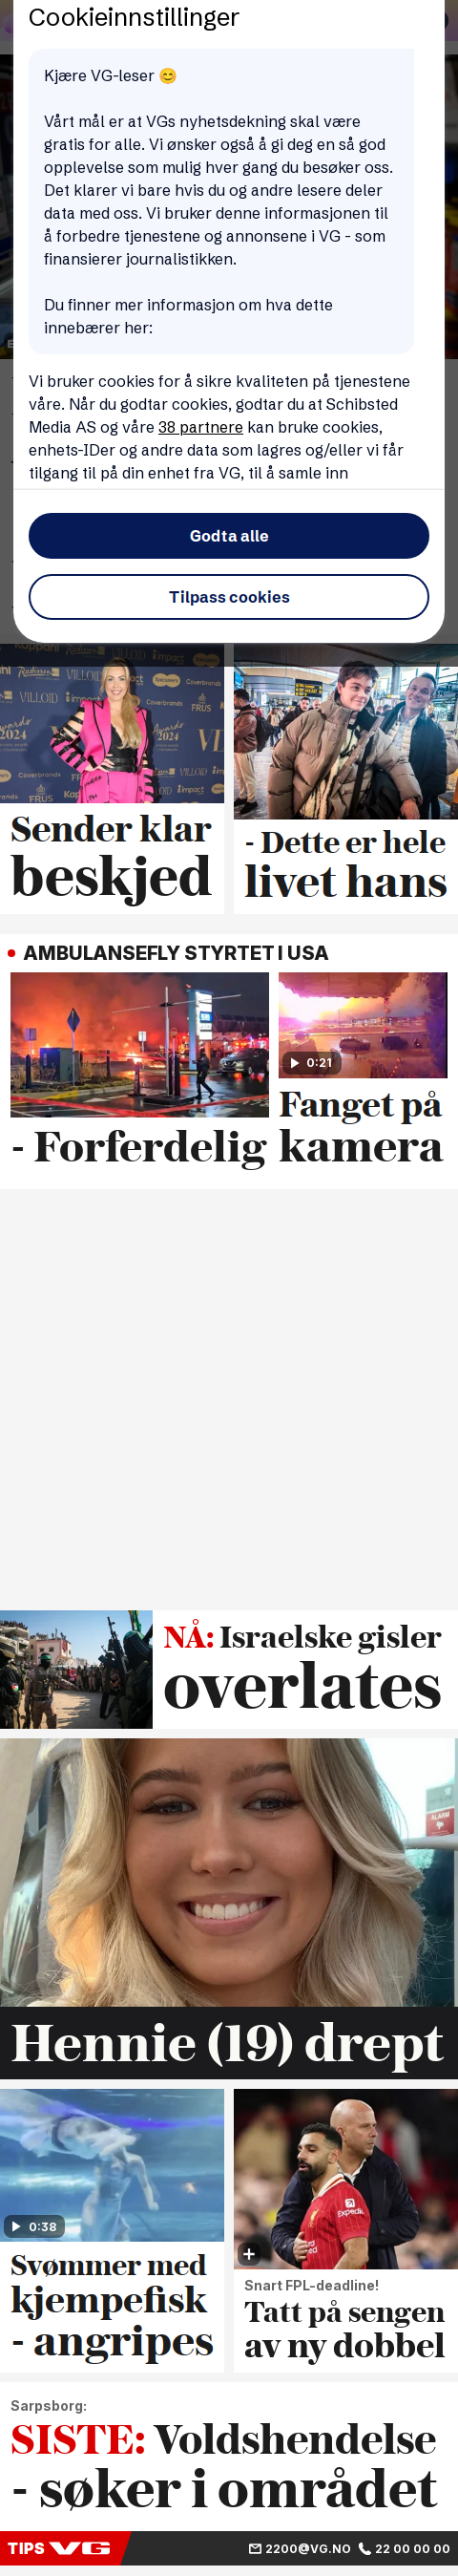 Cookieinnstillinger
Kjære VG-leser 😊
Vårt mål er at VGs nyhetsdekning skal være
gratis for alle. Vi ønsker også å gi deg en så god
opplevelse som mulig hver gang du besøker oss.
Det klarer vi bare hvis du og andre lesere deler
data med oss. Vi bruker denne informasjonen til
å forbedre tjenestene og annonsene i VG - som
finansierer journalistikken.
Du finner mer informasjon om hva dette
innebærer her:
Vi bruker cookies for å sikre kvaliteten på tjenestene
våre. Når du godtar cookies, godtar du at Schibsted
Media AS og våre 38 partnere kan bruke cookies,
enhets-IDer og andre data som lagres og/eller vi får
tilgang til på din enhet fra VG, til å samle inn
Godta alle
Tilpass cookies
Sender klar
beskjed
- Dette er hele
livet hans
AMBULANSEFLY STYRTET I USA
0:21
- Forferdelig
Fanget på
kamera
NÅ: Israelske gisler
overlates
ALARM
Hennie (19) drept
0:38
Svømmer med
kjempefisk
- angripes
Snart FPL-deadline!
Tatt på sengen
av ny dobbel
Sarpsborg:
SISTE: Voldshendelse
- søker i området
TIPS VG 2200@VG.NO 22 00 00 00